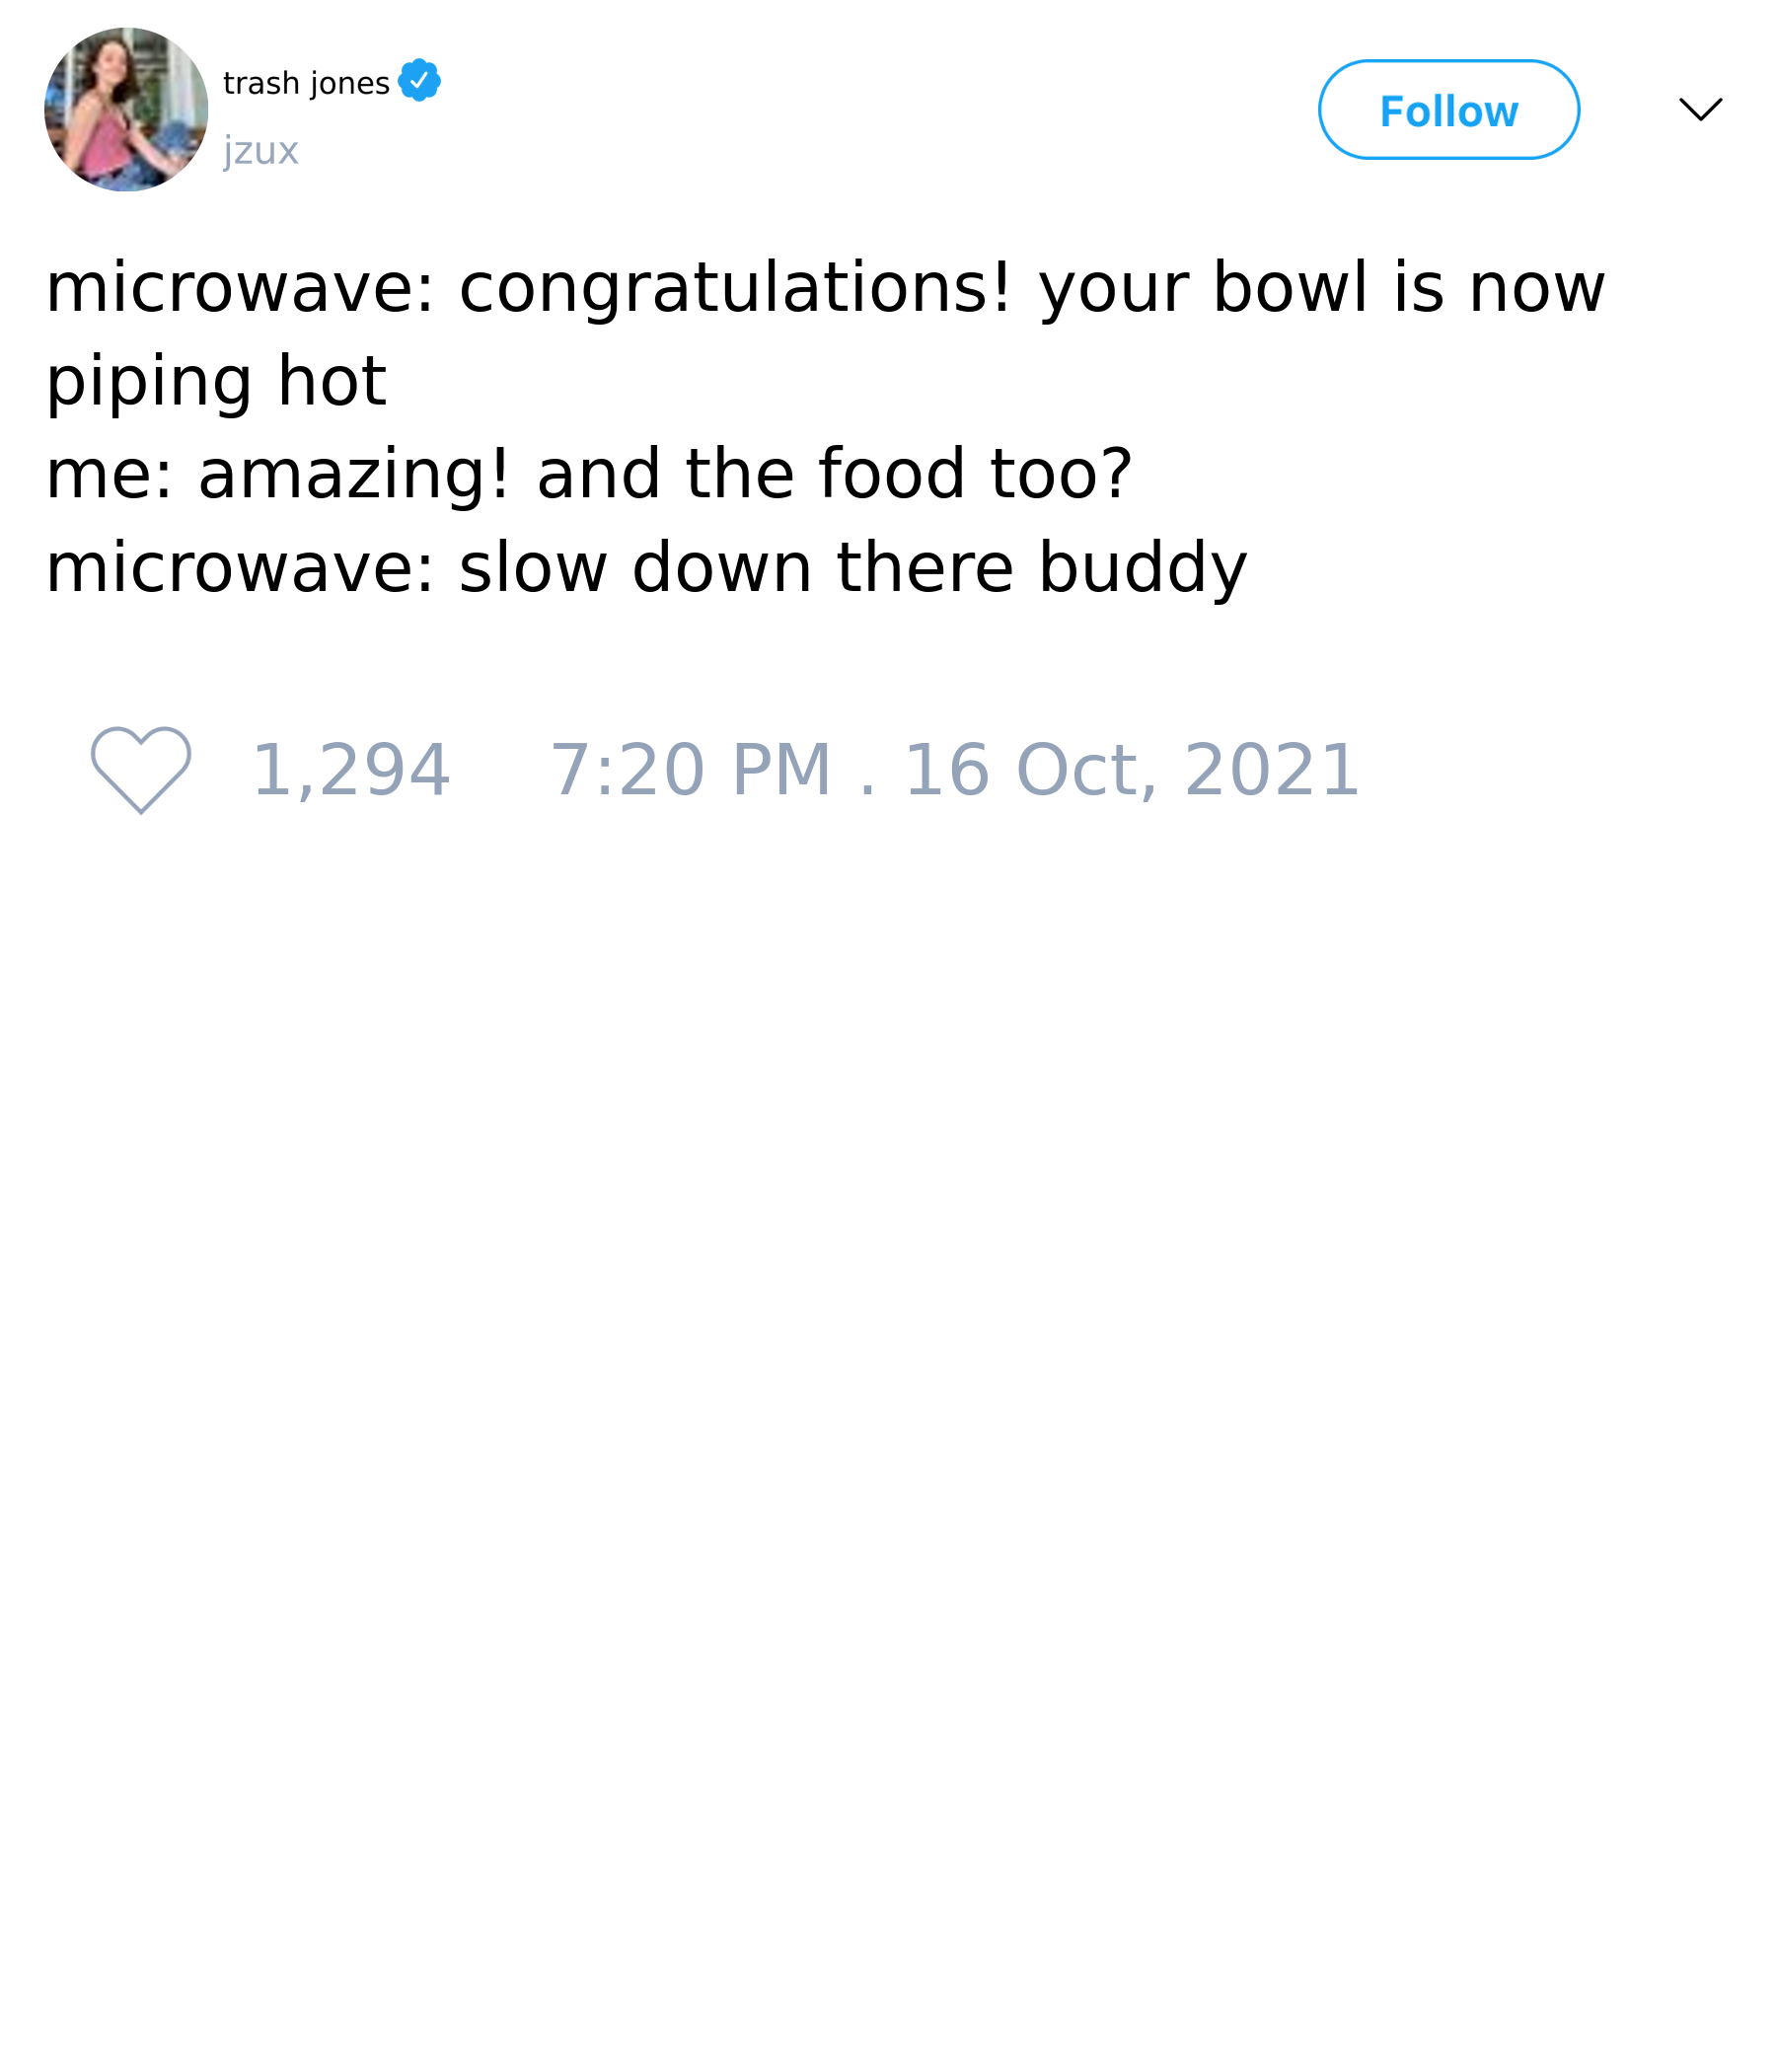 trash jones
jzux
Follow
microwave: congratulations! your bowl is now
piping hot
me: amazing! and the food too?
microwave: slow down there buddy
1,294 7:20 PM . 16 Oct, 2021